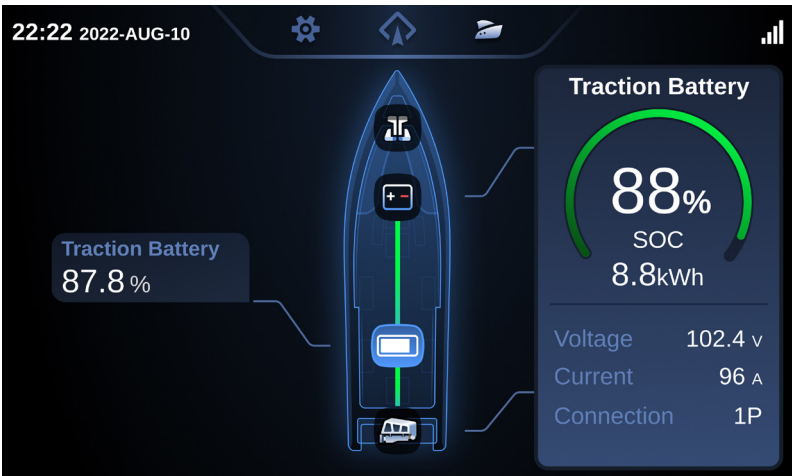 22:22 2022-AUG-10
Traction Battery
87.8 %
Traction Battery
88%
SOC
8.8kWh
Voltage 102.4 V
Current 96 A
Connection 1P